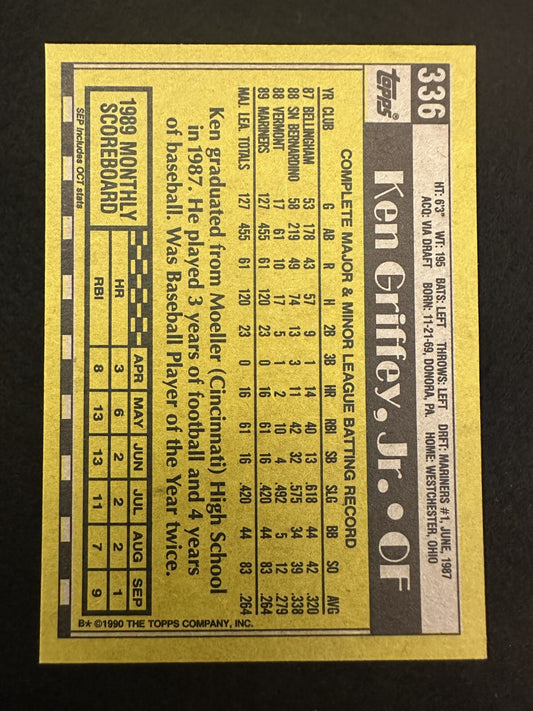 336
topps®
HT: 6'3" WT: 195 BATS: LEFT THROWS: LEFT DRFT: MARINERS #1, JUNE, 1987
ACQ: VIA DRAFT BORN: 11-21-69, DONORA, PA. HOME: WESTCHESTER, OHIO
Ken Griffey, Jr. • OF
COMPLETE MAJOR & MINOR LEAGUE BATTING RECORD
YR CLUB G AB R H 2B 3B HR RBI SB SLG BB SO AVG
87 BELLINGHAM 53 178 43 57 9 1 14 40 13 .618 44 42 .320
88 SN BERNARDINO 58 219 49 74 13 3 11 42 32 .575 34 39 .338
88 VERMONT 17 61 10 17 5 1 2 10 4 .492 5 12 .279
89 MARINERS 127 455 61 120 23 0 16 61 16 .420 44 83 .264
MAJ. LEA. TOTALS 127 455 61 120 23 0 16 61 16 .420 44 83 .264
Ken graduated from Moeller (Cincinnati) High School
in 1987. He played 3 years of football and 4 years
of baseball. Was Baseball Player of the Year twice.
1989 MONTHLY
SCOREBOARD
SEP includes OCT stats
APR MAY JUN JUL AUG SEP
HR 3 6 2 2 2 1
RBI 8 13 13 11 7 9
B* ©1990 THE TOPPS COMPANY, INC.